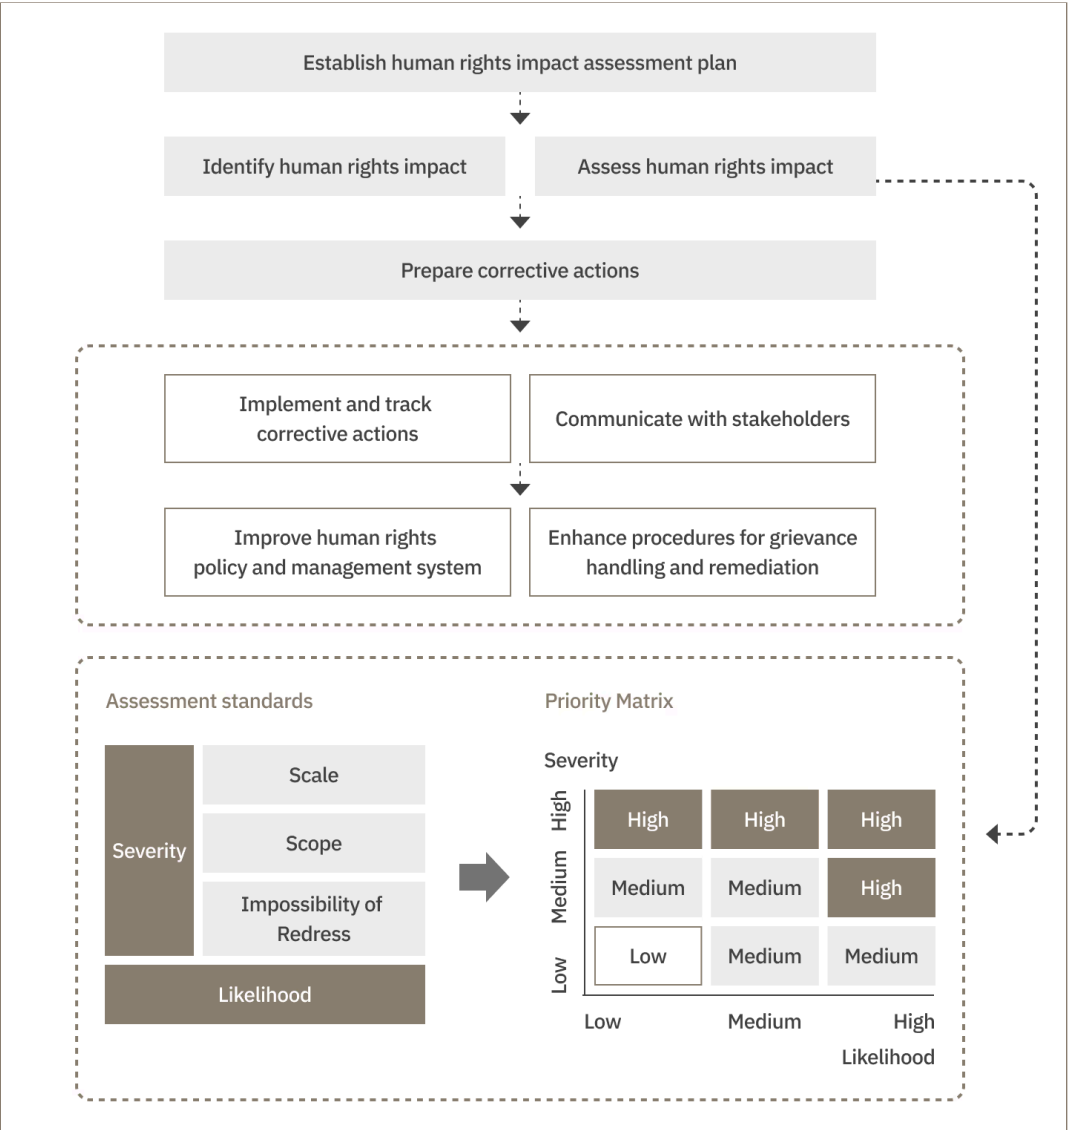 Establish human rights impact assessment plan
Identify human rights impact
Assess human rights impact
Prepare corrective actions
Implement and track
corrective actions
Communicate with stakeholders
Improve human rights
policy and management system
Enhance procedures for grievance
handling and remediation
Assessment standards
Severity
Scale
Scope
Impossibility of
Redress
Likelihood
Priority Matrix
Severity
High
High
High
High
Medium
Medium
Medium
High
Low
Low
Medium
Medium
Low
Medium
High
Likelihood